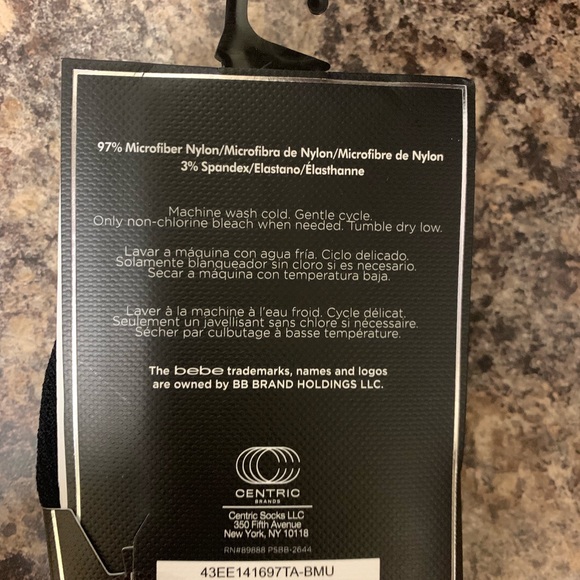 97% Microfiber Nylon/Microfibra de Nylon/Microfibre de Nylon
3% Spandex/Elastano/Élasthanne
Machine wash cold. Gentle cycle.
Only non-chlorine bleach when needed. Tumble dry low.
Lavar a máquina con agua fría. Ciclo delicado.
Solamente blanqueador sin cloro si es necesario.
Secar a máquina con temperatura baja.
Laver à la machine à l'eau froid. Cycle délicat.
Seulement un javellisant sans chlore si nécessaire.
Sécher par culbutage à basse température.
The bebe trademarks, names and logos
are owned by BB BRAND HOLDINGS LLC.
CENTRIC
BRANDS
Centric Socks LLC
350 Fifth Avenue
New York, NY 10118
RN#89888 PSBB-2644
43EE141697TA-BMU